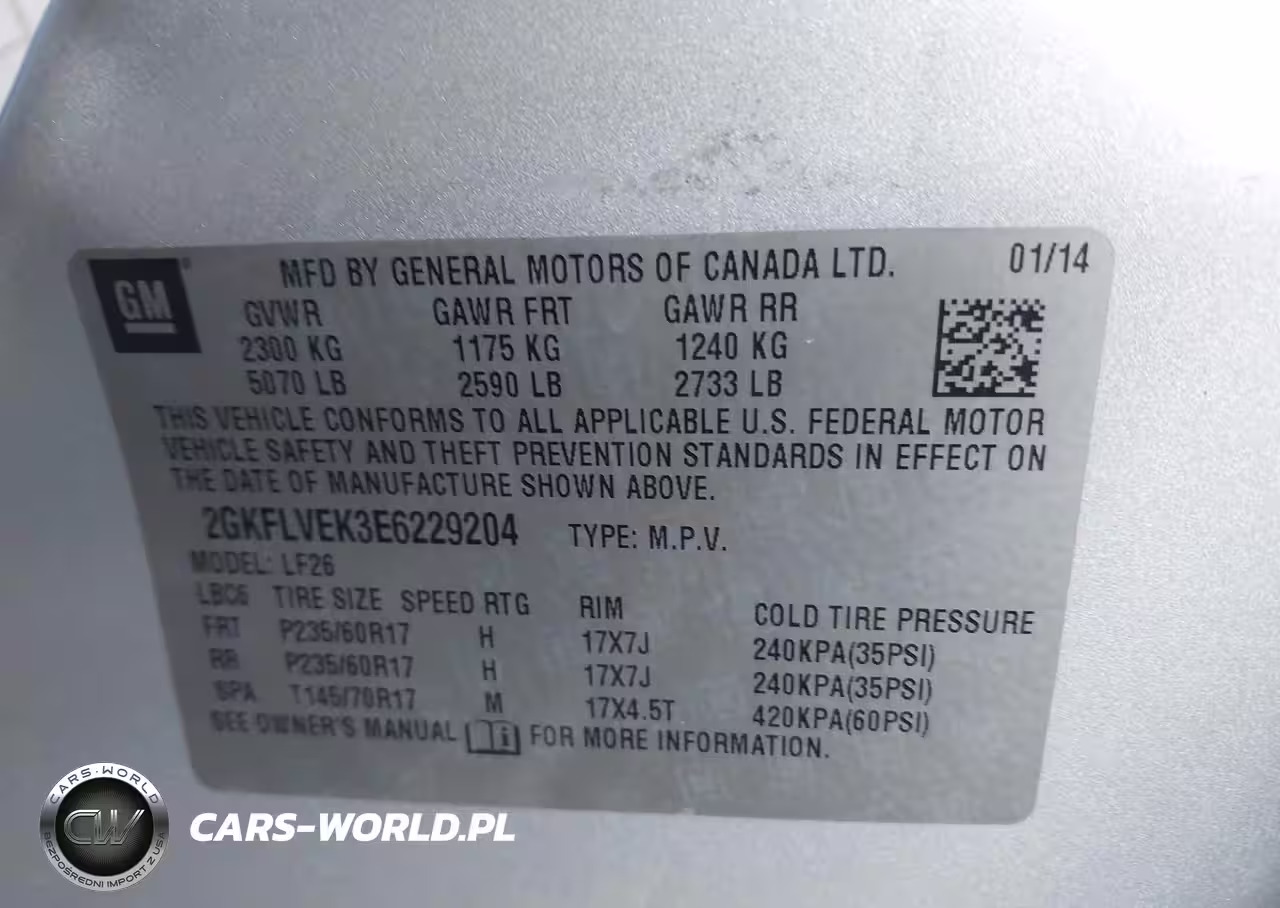 GM
MFD BY GENERAL MOTORS OF CANADA LTD. 01/14
GVWR GAWR FRT GAWR RR
2300 KG 1175 KG 1240 KG
5070 LB 2590 LB 2733 LB
THIS VEHICLE CONFORMS TO ALL APPLICABLE U.S. FEDERAL MOTOR
VEHICLE SAFETY AND THEFT PREVENTION STANDARDS IN EFFECT ON
THE DATE OF MANUFACTURE SHOWN ABOVE.
2GKFLVEK3E6229204 TYPE: M.P.V.
MODEL: LF26
LBC6 TIRE SIZE SPEED RTG RIM COLD TIRE PRESSURE
FRT P235/60R17 H 17X7J 240KPA(35PSI)
RR P235/60R17 H 17X7J 240KPA(35PSI)
SPA T145/70R17 M 17X4.5T 420KPA(60PSI)
SEE OWNER'S MANUAL FOR MORE INFORMATION.
CARS-WORLD
CW
BEZPOŚREDNI IMPORT Z USA
CARS-WORLD.PL